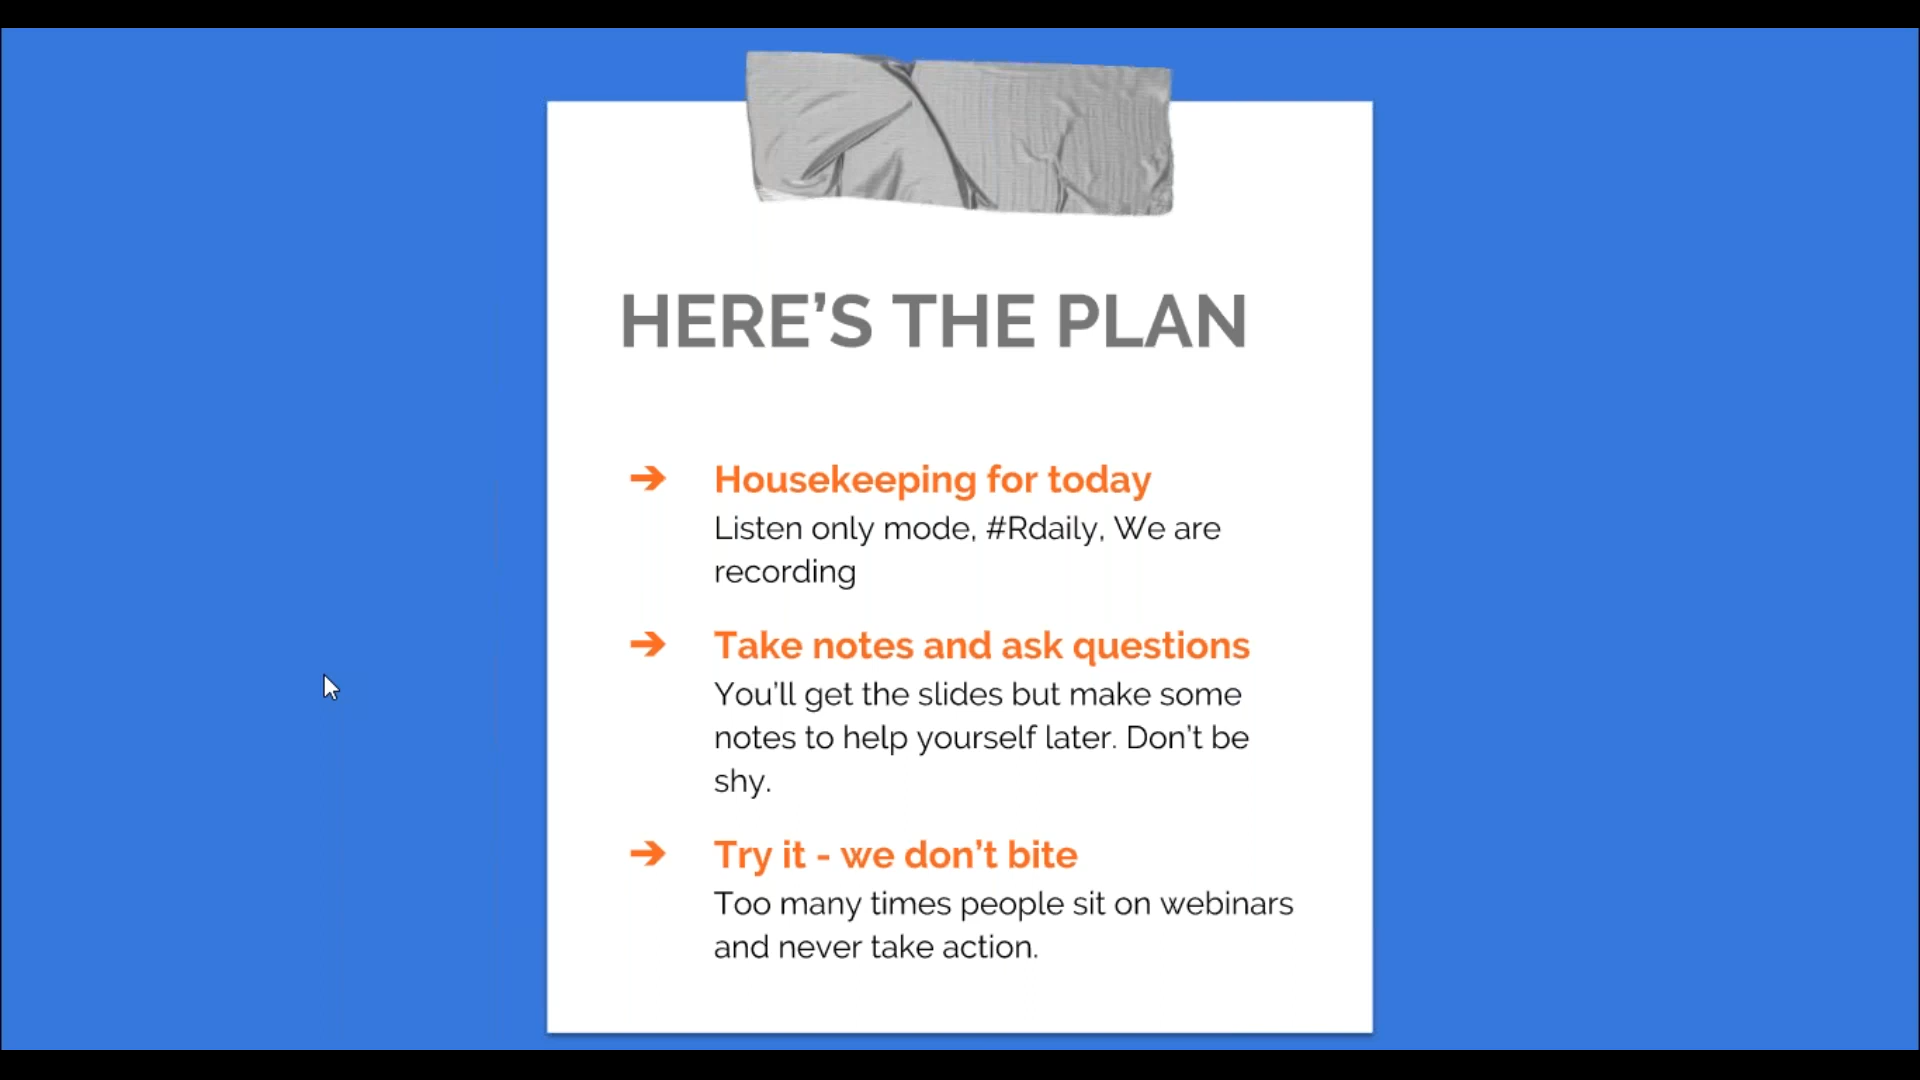 HERE’S THE PLAN
➔ Housekeeping for today
Listen only mode, #Rdaily, We are
recording
➔ Take notes and ask questions
You’ll get the slides but make some
notes to help yourself later. Don’t be
shy.
➔ Try it - we don’t bite
Too many times people sit on webinars
and never take action.